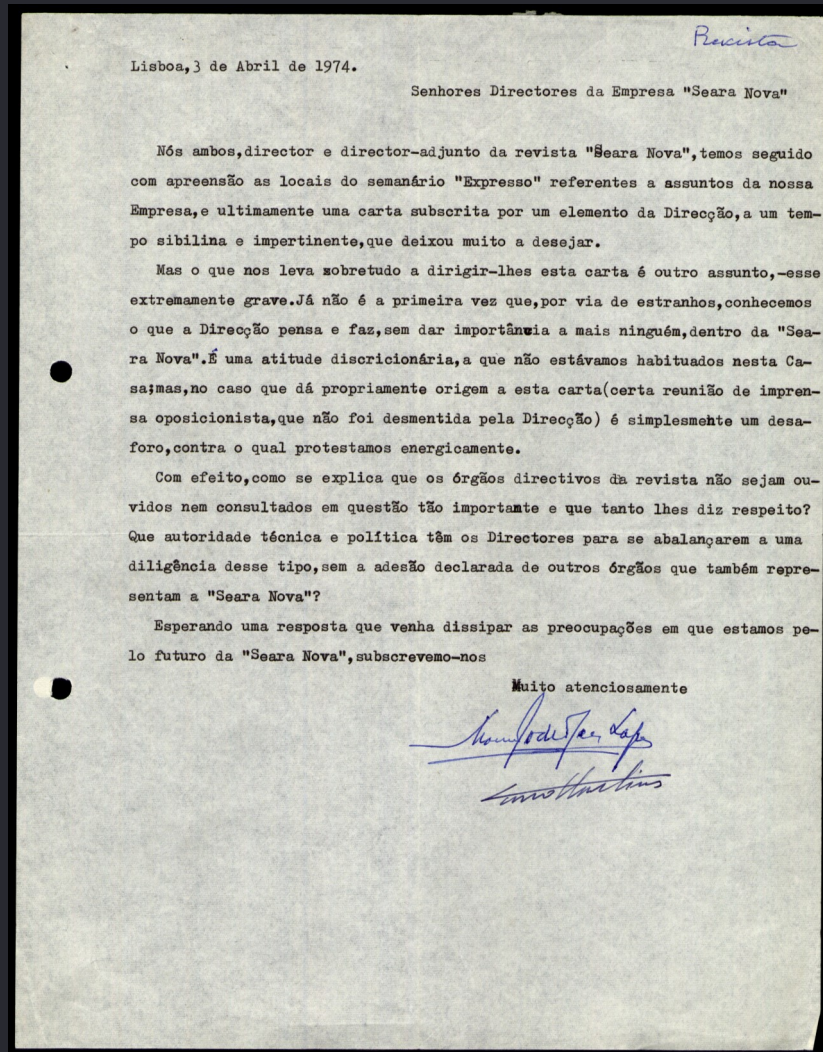 Revista
Lisboa,3 de Abril de 1974.
Senhores Directores da Empresa "Seara Nova"
Nós ambos,director e director-adjunto da revista "Seara Nova",temos seguido
com apreensão as locais do semanário "Expresso" referentes a assuntos da nossa
Empresa,e ultimamente uma carta subscrita por um elemento da Direcção,a um tem-
po sibilina e impertinente,que deixou muito a desejar.
Mas o que nos leva sobretudo a dirigir-lhes esta carta é outro assunto,-esse
extremamente grave.Já não é a primeira vez que,por via de estranhos,conhecemos
o que a Direcção pensa e faz,sem dar importância a mais ninguém,dentro da "Sea-
ra Nova".É uma atitude discricionária,a que não estávamos habituados nesta Ca-
sa;mas,no caso que dá propriamente origem a esta carta(certa reunião de impren-
sa oposicionista,que não foi desmentida pela Direcção) é simplesmente um desa-
foro,contra o qual protestamos energicamente.
Com efeito,como se explica que os órgãos directivos da revista não sejam ou-
vidos nem consultados em questão tão importante e que tanto lhes diz respeito?
Que autoridade técnica e política têm os Directores para se abalançarem a uma
diligência desse tipo,sem a adesão declarada de outros órgãos que também repre-
sentam a "Seara Nova"?
Esperando uma resposta que venha dissipar as preocupações em que estamos pe-
lo futuro da "Seara Nova",subscrevemo-nos
Muito atenciosamente
Lopes
Martins